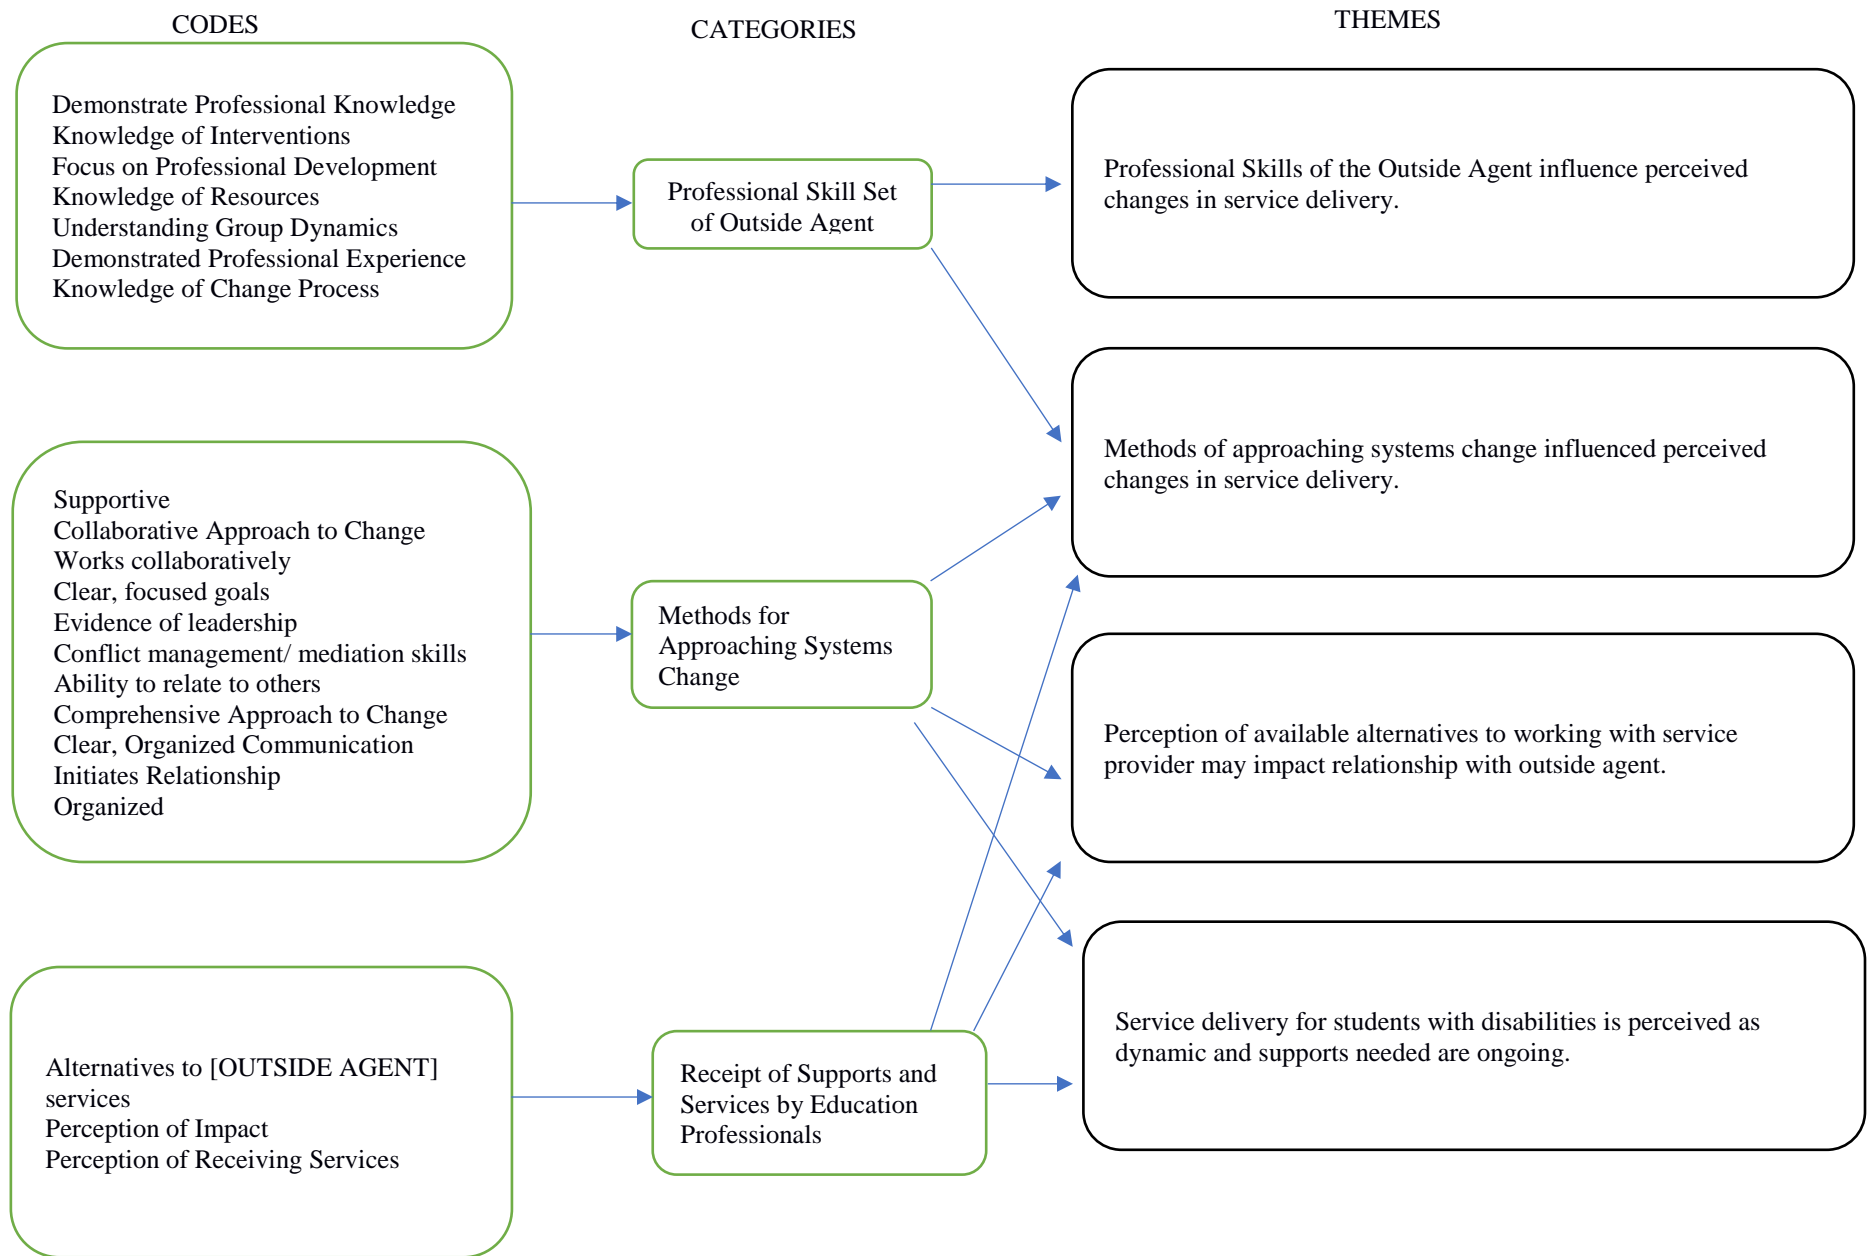 CODES
CATEGORIES
THEMES
Demonstrate Professional Knowledge
Knowledge of Interventions
Focus on Professional Development
Knowledge of Resources
Understanding Group Dynamics
Demonstrated Professional Experience
Knowledge of Change Process
Professional Skill Set
of Outside Agent
Professional Skills of the Outside Agent influence perceived
changes in service delivery.
Methods of approaching systems change influenced perceived
changes in service delivery.
Supportive
Collaborative Approach to Change
Works collaboratively
Clear, focused goals
Evidence of leadership
Conflict management/ mediation skills
Ability to relate to others
Comprehensive Approach to Change
Clear, Organized Communication
Initiates Relationship
Organized
Methods for
Approaching Systems
Change
Perception of available alternatives to working with service
provider may impact relationship with outside agent.
Alternatives to [OUTSIDE AGENT]
services
Perception of Impact
Perception of Receiving Services
Receipt of Supports and
Services by Education
Professionals
Service delivery for students with disabilities is perceived as
dynamic and supports needed are ongoing.